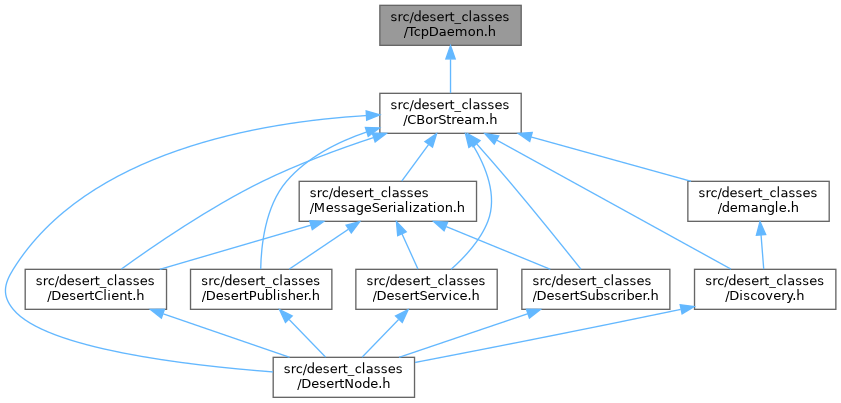 src/desert_classes
/TcpDaemon.h
src/desert_classes
/CBorStream.h
src/desert_classes
/MessageSerialization.h
src/desert_classes
/demangle.h
src/desert_classes
/DesertClient.h
src/desert_classes
/DesertPublisher.h
src/desert_classes
/DesertService.h
src/desert_classes
/DesertSubscriber.h
src/desert_classes
/Discovery.h
src/desert_classes
/DesertNode.h